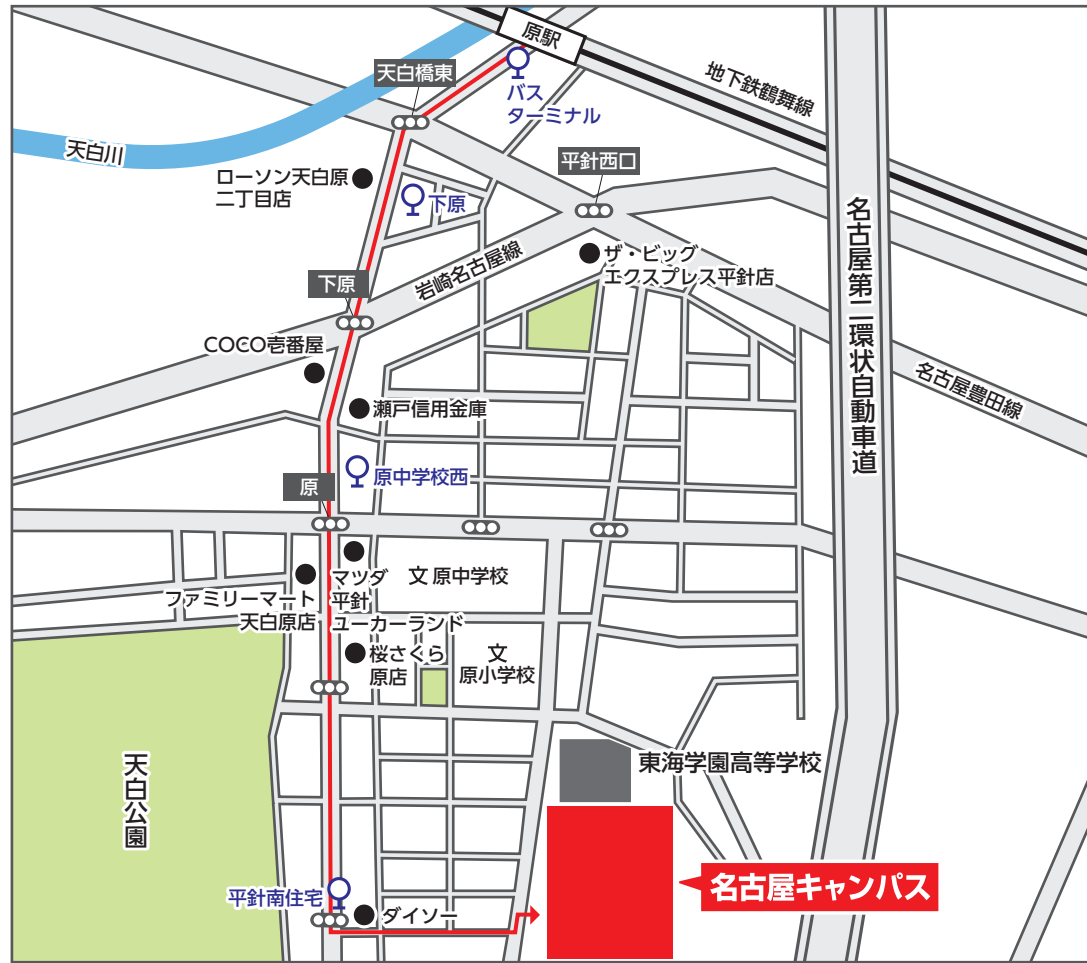 原駅
天白橋東
バス
ターミナル
地下鉄鶴舞線
天白川
ローソン天白原
二丁目店
下原
平針西口
名古屋第二環状自動車道
ザ・ビッグ
エクスプレス平針店
岩崎名古屋線
下原
COCO壱番屋
名古屋豊田線
瀬戸信用金庫
原中学校西
原
マツダ
平針
ユーカーランド
文 原中学校
ファミリーマート
天白原店
桜さくら
原店
文
原小学校
天白公園
東海学園高等学校
名古屋キャンパス
平針南住宅
ダイソー